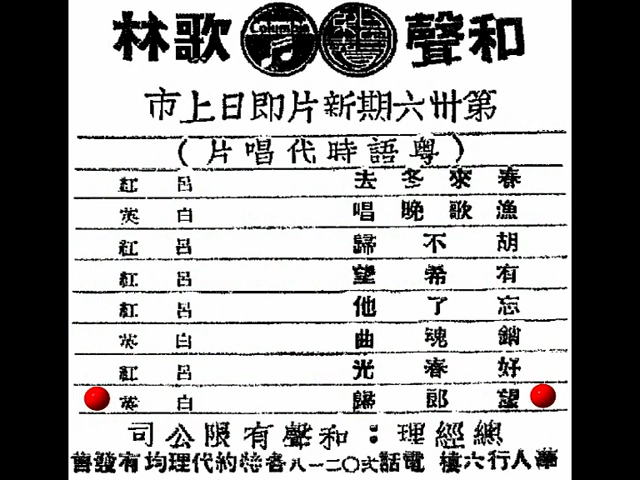 和聲 Columbia 歌林
第卅六期新片即日上市
（粵語時代唱片）
春來冬去 呂紅
漁歌晚唱 白英
胡不歸 呂紅
有希望 呂紅
忘了他 呂紅
銷魂曲 白英
好春光 呂紅
望郎歸 白英
總經理：和聲有限公司
華人行六樓 電話弍〇二一八 各特約代理均有發售